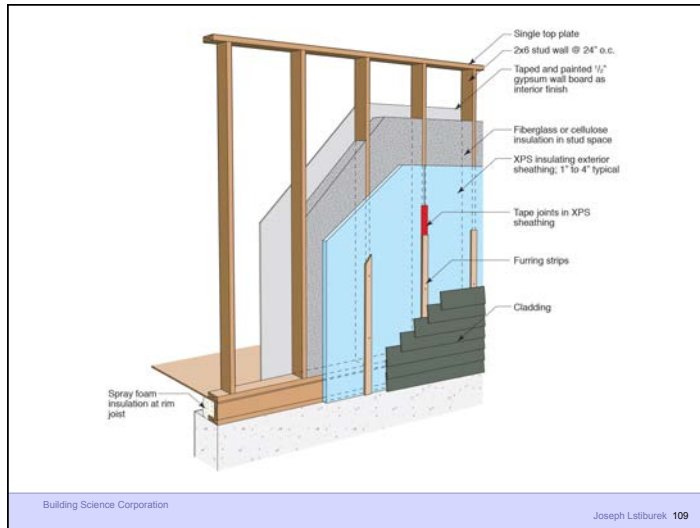 Single top plate
2x6 stud wall @ 24" o.c.
Taped and painted 1/2"
gypsum wall board as
interior finish
Fiberglass or cellulose
insulation in stud space
XPS insulating exterior
sheathing; 1" to 4" typical
Tape joints in XPS
sheathing
Furring strips
Cladding
Spray foam
insulation at rim
joist
Building Science Corporation
Joseph Lstiburek 109